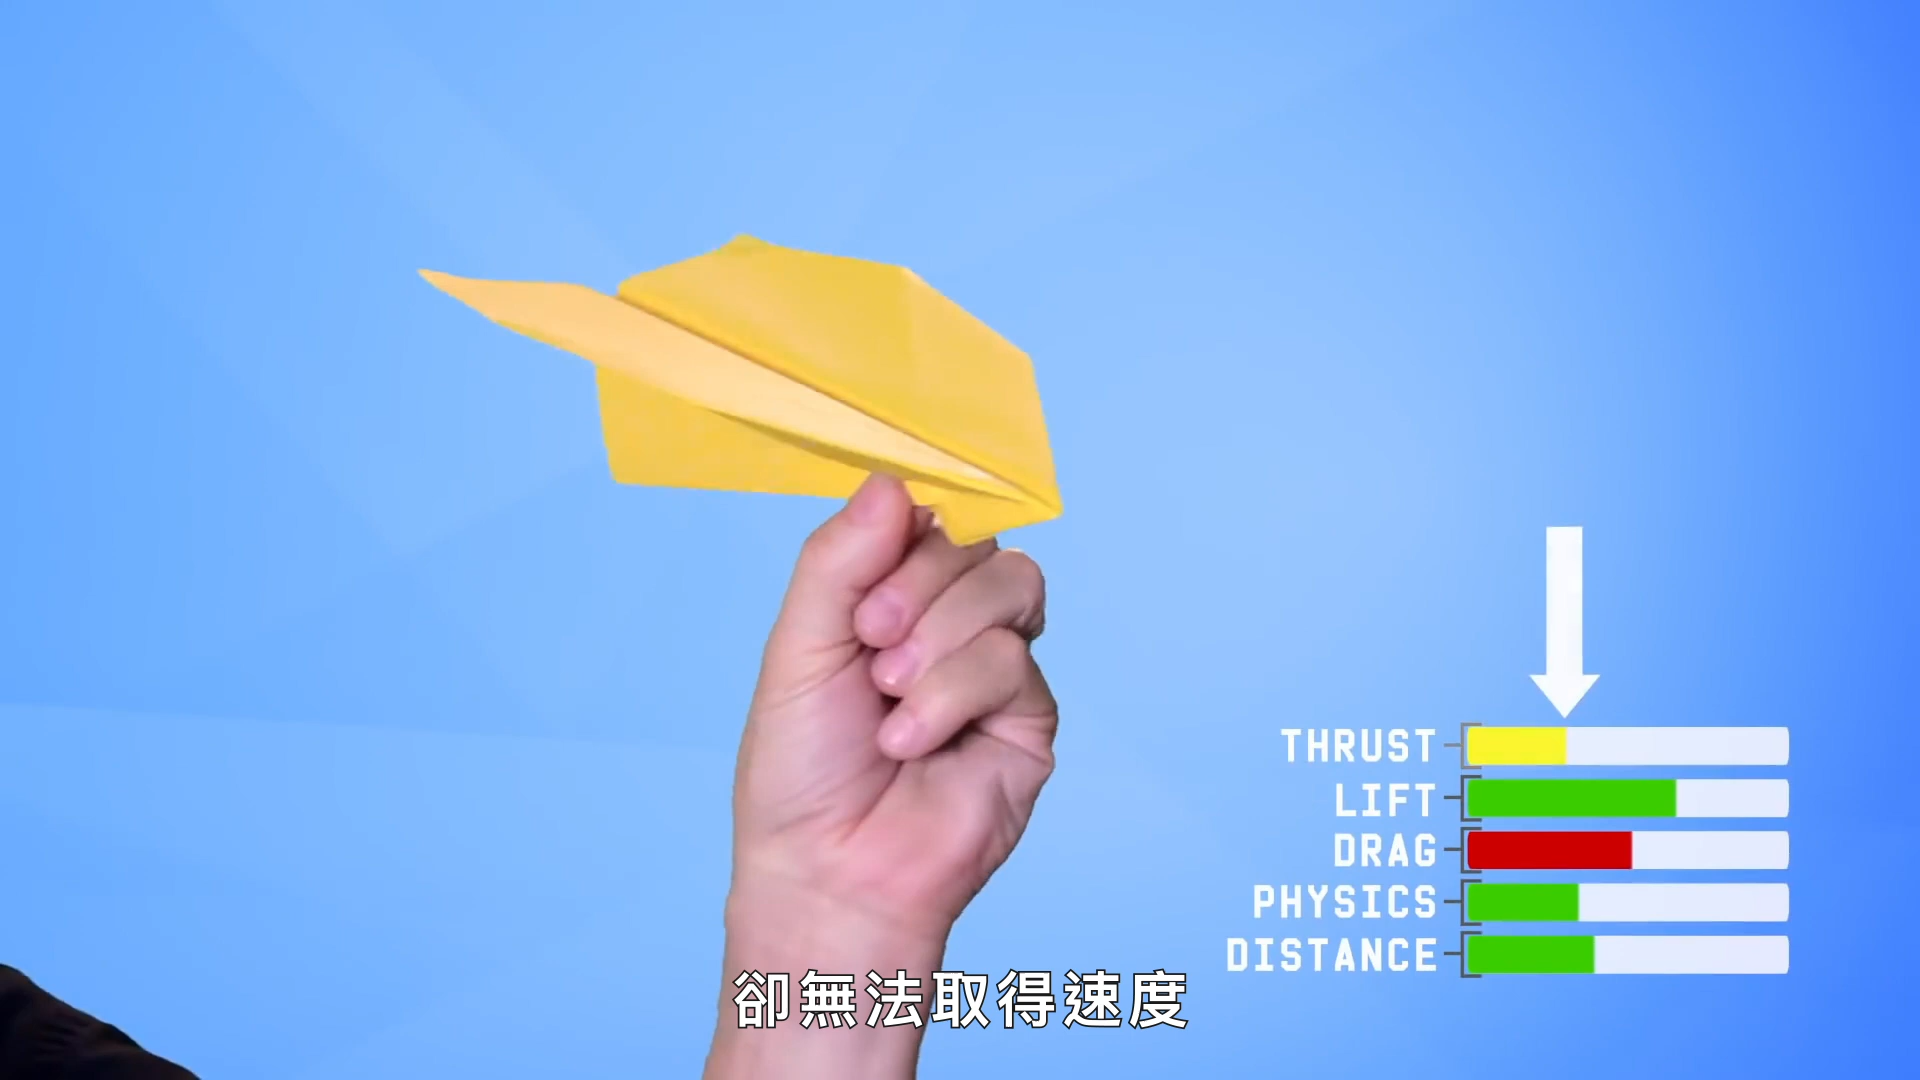 THRUST
LIFT
DRAG
PHYSICS
DISTANCE
卻無法取得速度